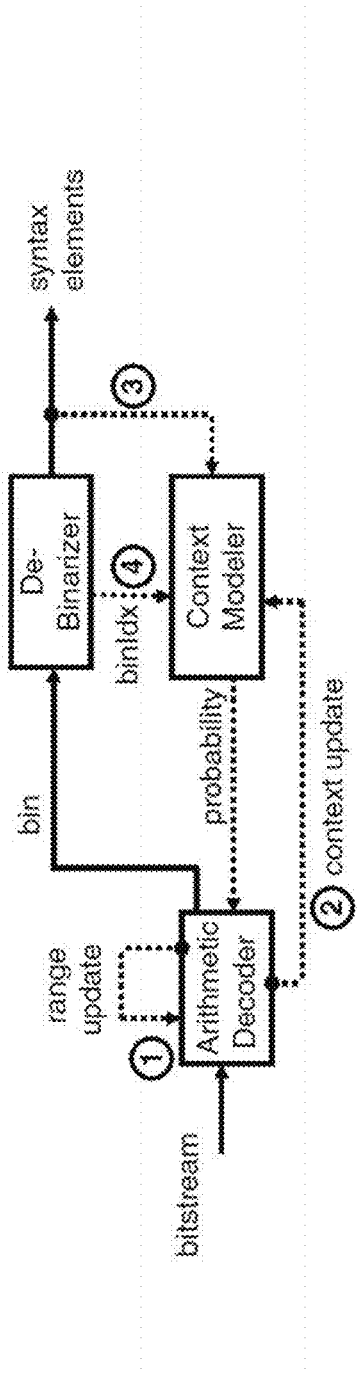 bitstream
1
range
update
Arithmetic
Decoder
bin
probability
2 context update
De-
Binarizer
binIdx 4
Context
Modeler
3
syntax
elements